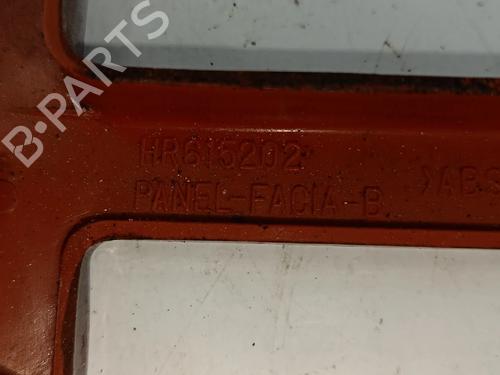 B-PARTS
HR615202
PANEL-FACIA-B
>ABS